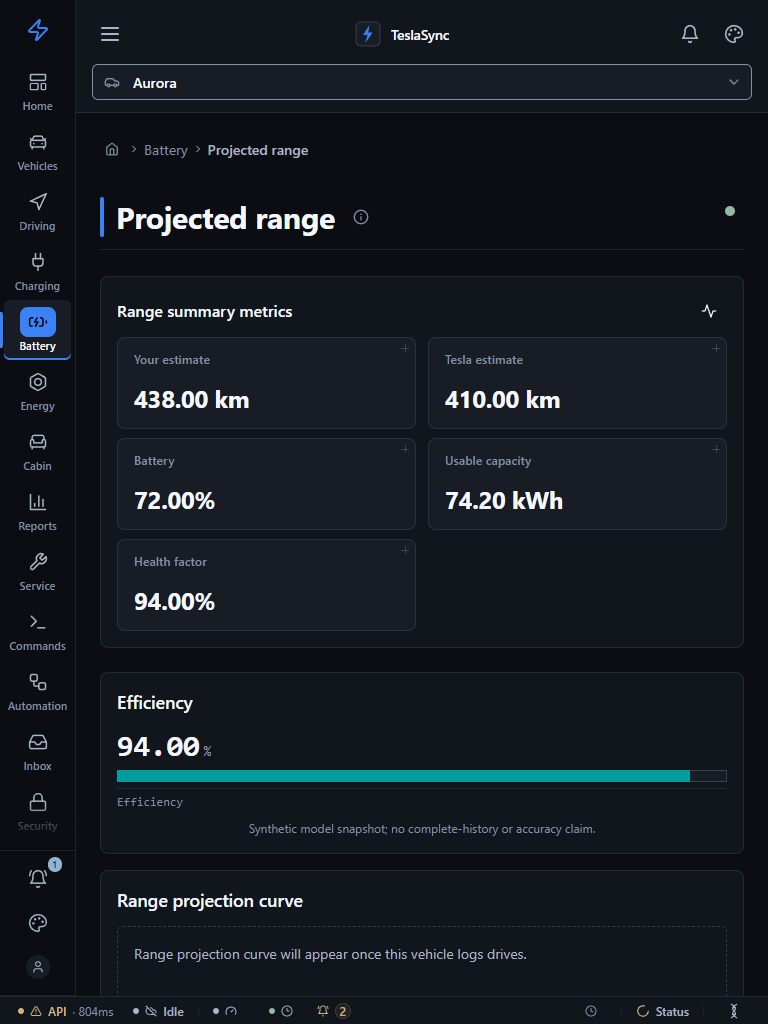 TeslaSync
Aurora
Home
Vehicles
Driving
Charging
Battery
Energy
Cabin
Reports
Service
Commands
Automation
Inbox
Security
1
Battery
Projected range
Projected range
Range summary metrics
Your estimate
438.00 km
Tesla estimate
410.00 km
Battery
72.00%
Usable capacity
74.20 kWh
Health factor
94.00%
Efficiency
94.00 %
Efficiency
Synthetic model snapshot; no complete-history or accuracy claim.
Range projection curve
Range projection curve will appear once this vehicle logs drives.
API · 804ms
Idle
2
Status